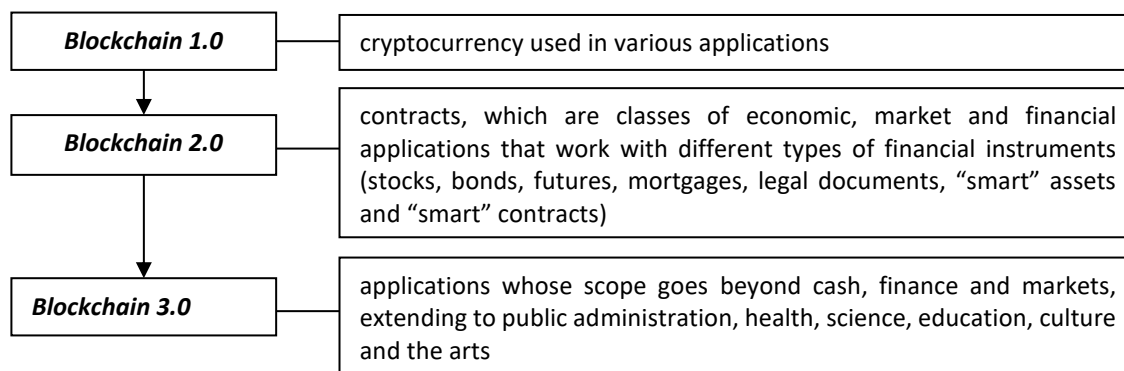 Blockchain 1.0
cryptocurrency used in various applications
Blockchain 2.0
contracts, which are classes of economic, market and financial
applications that work with different types of financial instruments
(stocks, bonds, futures, mortgages, legal documents, “smart” assets
and “smart” contracts)
Blockchain 3.0
applications whose scope goes beyond cash, finance and markets,
extending to public administration, health, science, education, culture
and the arts